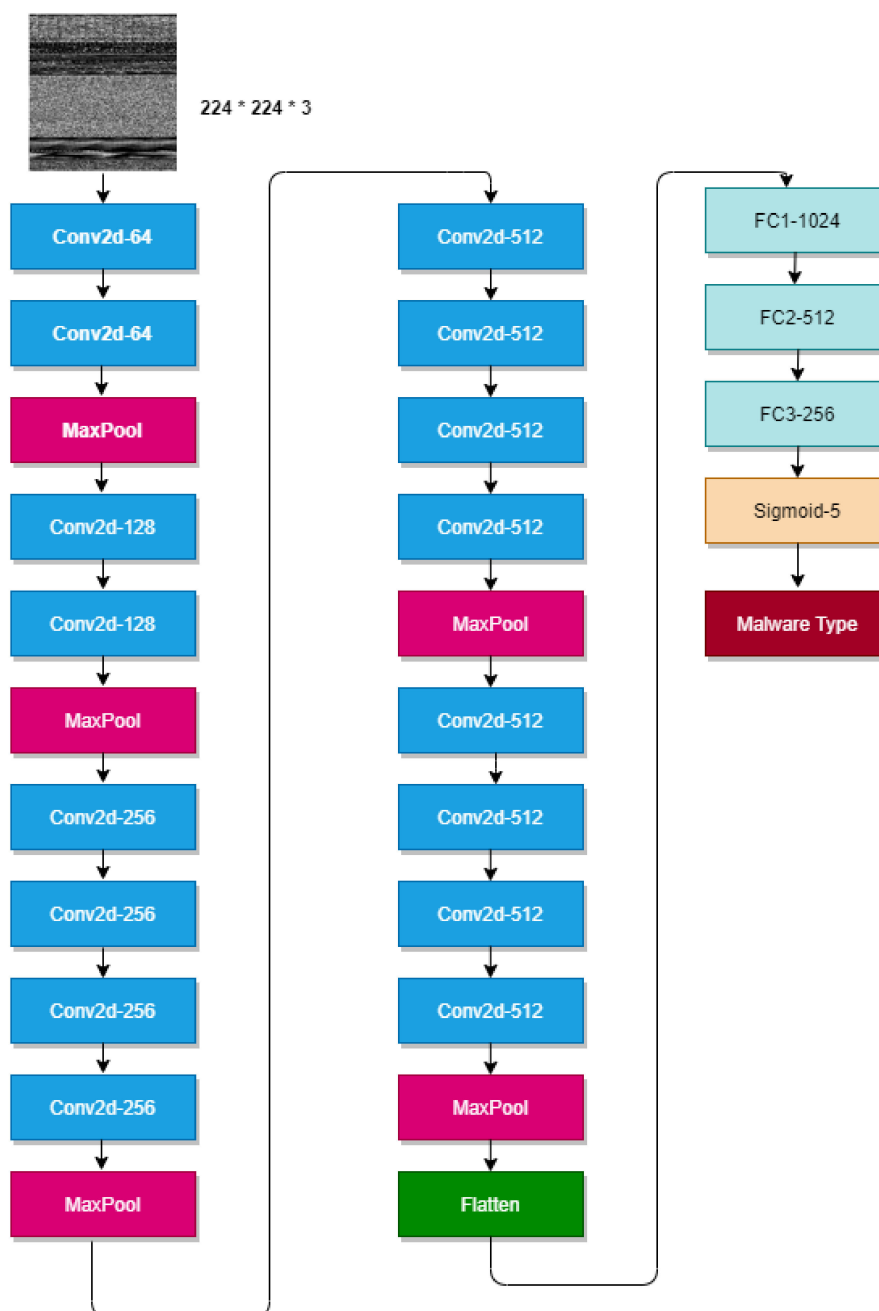 224 * 224 * 3
Conv2d-64
Conv2d-64
MaxPool
Conv2d-128
Conv2d-128
MaxPool
Conv2d-256
Conv2d-256
Conv2d-256
Conv2d-256
MaxPool
Conv2d-512
Conv2d-512
Conv2d-512
Conv2d-512
MaxPool
Conv2d-512
Conv2d-512
Conv2d-512
Conv2d-512
MaxPool
Flatten
FC1-1024
FC2-512
FC3-256
Sigmoid-5
Malware Type